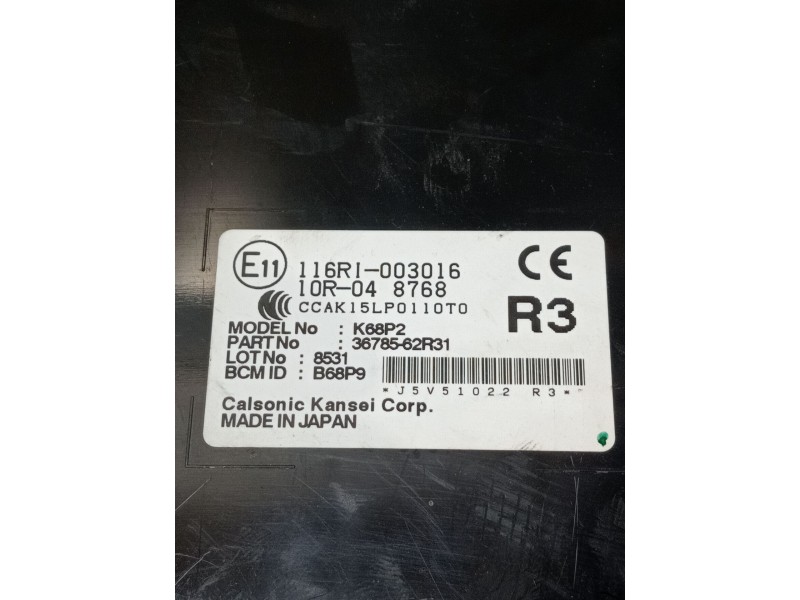 E11 116RI-003016 CE
10R-04 8768
CCAK15LP0110T0 R3
MODEL No : K68P2
PART No : 36785-62R31
LOT No : 8531
BCM ID : B68P9
*J5V51022 R3*
Calsonic Kansei Corp.
MADE IN JAPAN